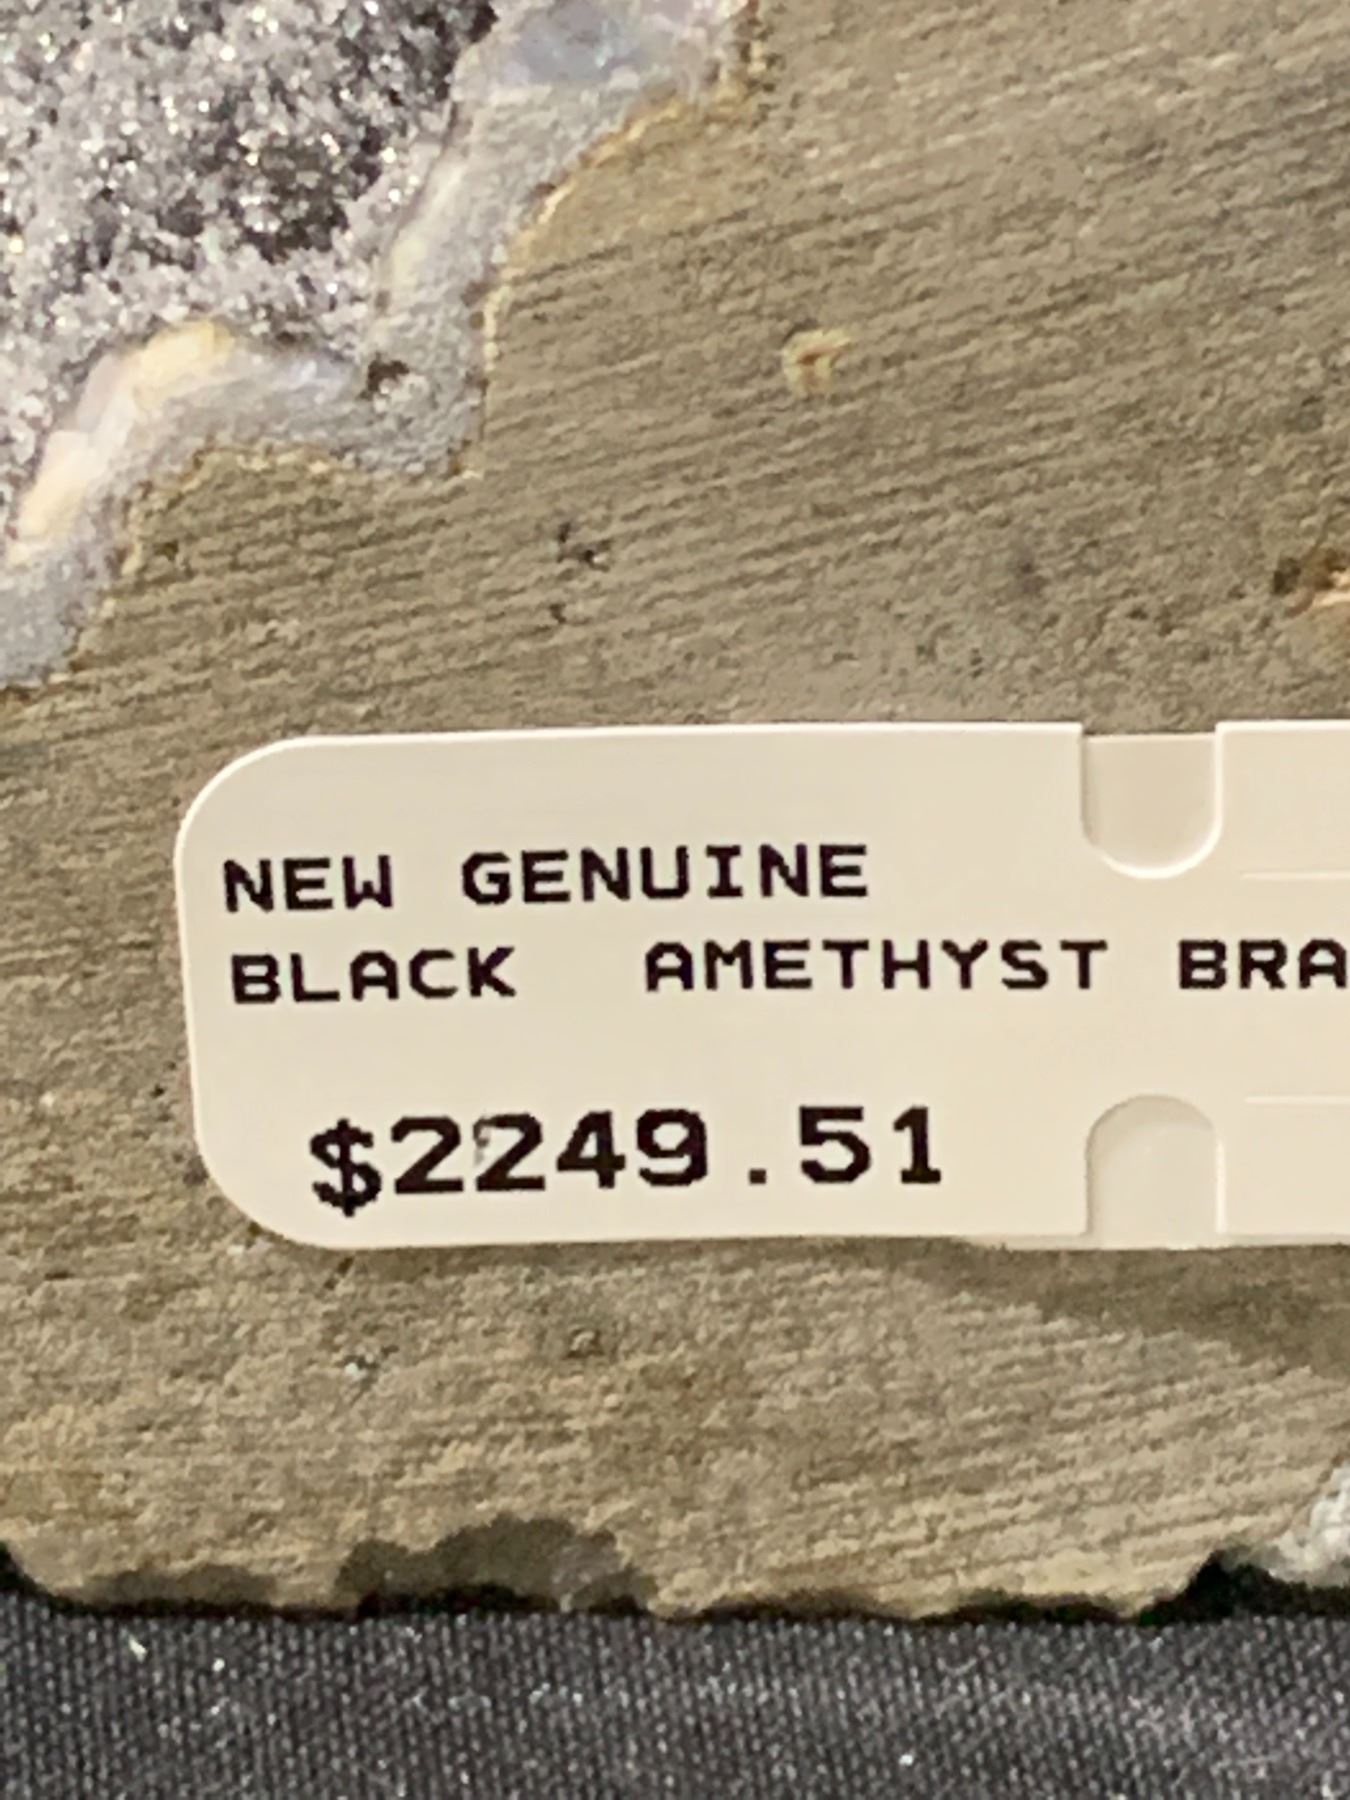 NEW GENUINE
BLACK AMETHYST BRA
$2249.51